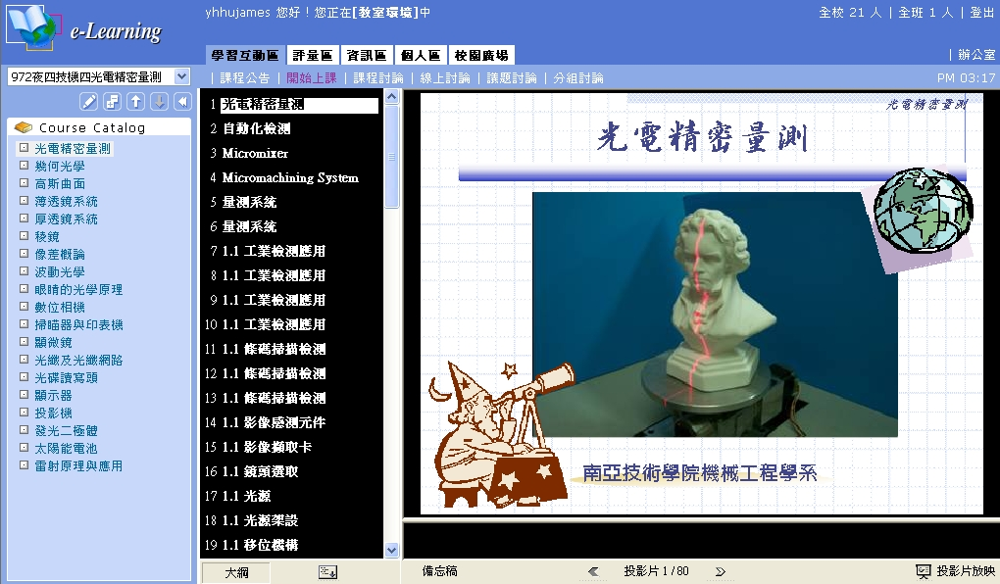 yhhujames 您好！您正在[教室環境]中
全校 21 人 | 全班 1 人 | 登出
e-Learning
學習互動區 評量區 資訊區 個人區 校園廣場
| 辦公室
972夜四技機四光電精密量測
| 課程公告 | 開始上課 | 課程討論 | 線上討論 | 議題討論 | 分組討論
PM 03:17
Course Catalog
光電精密量測
幾何光學
高斯曲面
薄透鏡系統
厚透鏡系統
稜鏡
像差概論
波動光學
眼睛的光學原理
數位相機
掃瞄器與印表機
顯微鏡
光纖及光纖網路
光碟讀寫頭
顯示器
投影機
發光二極體
太陽能電池
雷射原理與應用
1 光電精密量測
2 自動化檢測
3 Micromixer
4 Micromachining System
5 量測系統
6 量測系統
7 1.1 工業檢測應用
8 1.1 工業檢測應用
9 1.1 工業檢測應用
10 1.1 工業檢測應用
11 1.1 條碼掃描檢測
12 1.1 條碼掃描檢測
13 1.1 條碼掃描檢測
14 1.1 影像感測元件
15 1.1 影像擷取卡
16 1.1 鏡頭選取
17 1.1 光源
18 1.1 光源架設
19 1.1 移位機構
光電精密量測
光電精密量測
南亞技術學院機械工程學系
大綱
備忘稿
投影片 1 / 80
投影片放映